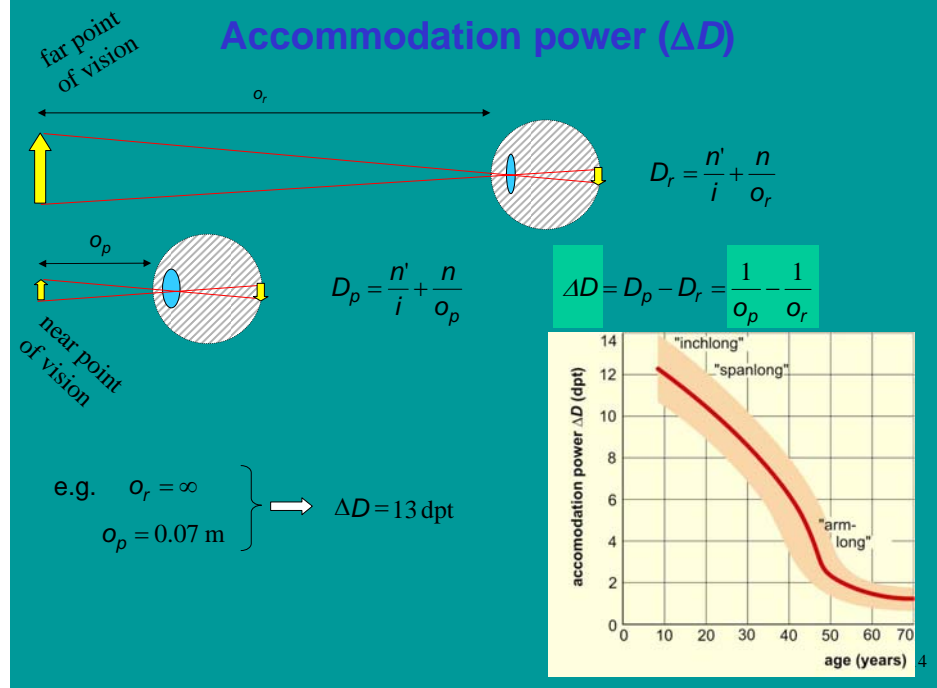 Accommodation power (ΔD)
far point
of vision
o_r
D_r = n'/i + n/o_r
o_p
D_p = n'/i + n/o_p
ΔD = D_p − D_r = 1/o_p − 1/o_r
near point
of vision
e.g. o_r = ∞
o_p = 0.07 m
ΔD = 13 dpt
accomodation power ΔD (dpt)
14
12
10
8
6
4
2
0
"inchlong"
"spanlong"
"arm-
long"
0 10 20 30 40 50 60 70
age (years)
4